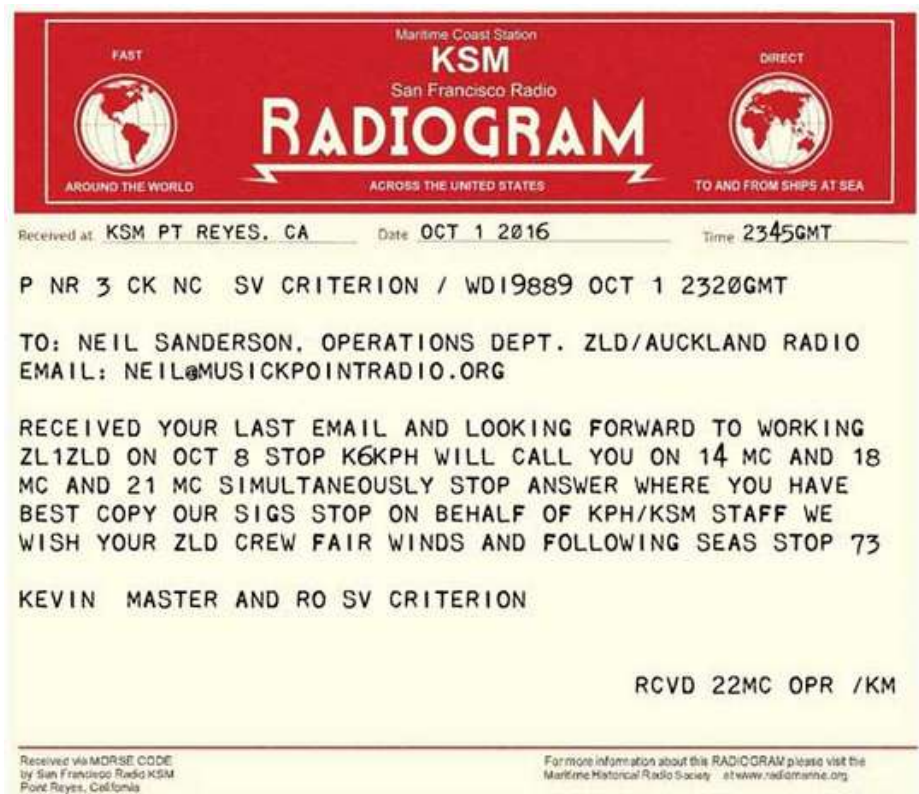 Maritime Coast Station
KSM
San Francisco Radio
RADIOGRAM
FAST
AROUND THE WORLD
ACROSS THE UNITED STATES
DIRECT
TO AND FROM SHIPS AT SEA
Received at KSM PT REYES, CA Date OCT 1 2016 Time 2345GMT
P NR 3 CK NC SV CRITERION / WDI9889 OCT 1 2320GMT
TO: NEIL SANDERSON, OPERATIONS DEPT. ZLD/AUCKLAND RADIO
EMAIL: NEIL@MUSICKPOINTRADIO.ORG
RECEIVED YOUR LAST EMAIL AND LOOKING FORWARD TO WORKING
ZL1ZLD ON OCT 8 STOP K6KPH WILL CALL YOU ON 14 MC AND 18
MC AND 21 MC SIMULTANEOUSLY STOP ANSWER WHERE YOU HAVE
BEST COPY OUR SIGS STOP ON BEHALF OF KPH/KSM STAFF WE
WISH YOUR ZLD CREW FAIR WINDS AND FOLLOWING SEAS STOP 73
KEVIN MASTER AND RO SV CRITERION
RCVD 22MC OPR /KM
Received via MORSE CODE
by San Francisco Radio KSM
Point Reyes, California
For more information about this RADIOGRAM please visit the
Maritime Historical Radio Society at www.radiomarine.org